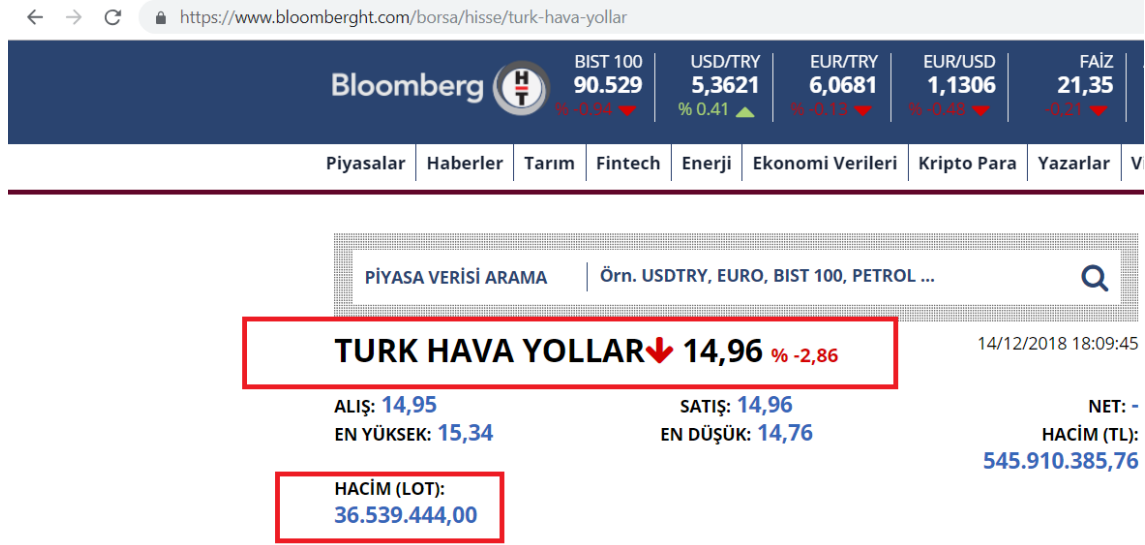 https://www.bloomberght.com/borsa/hisse/turk-hava-yollar
Bloomberg HT
BIST 100
90.529
% -0.94
USD/TRY
5,3621
% 0.41
EUR/TRY
6,0681
% -0.13
EUR/USD
1,1306
% -0.48
FAİZ
21,35
-0.21
Piyasalar Haberler Tarım Fintech Enerji Ekonomi Verileri Kripto Para Yazarlar
PİYASA VERİSİ ARAMA Örn. USDTRY, EURO, BIST 100, PETROL ...
TURK HAVA YOLLAR 14,96 % -2,86
14/12/2018 18:09:45
ALIŞ: 14,95 SATIŞ: 14,96 NET: -
EN YÜKSEK: 15,34 EN DÜŞÜK: 14,76 HACİM (TL):
545.910.385,76
HACİM (LOT):
36.539.444,00